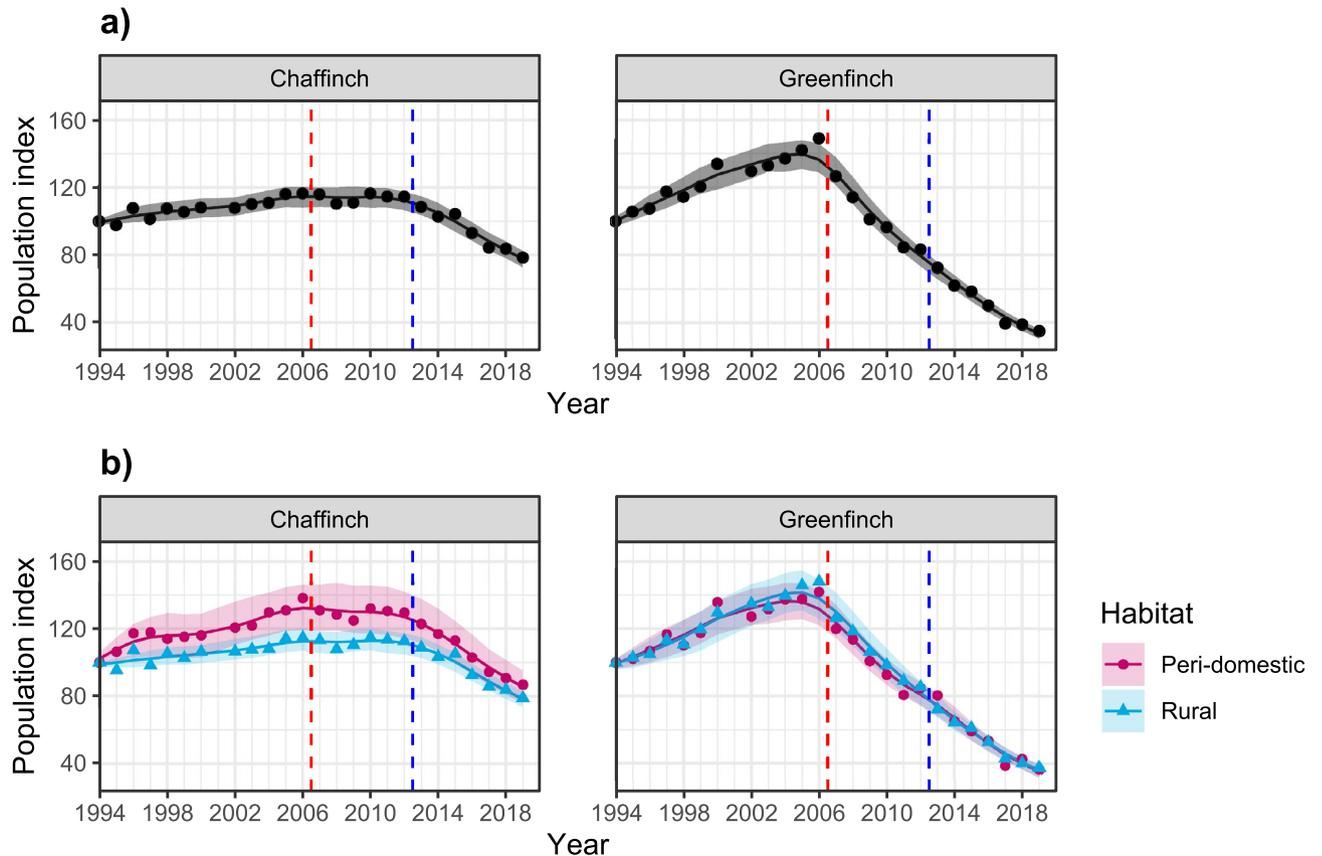 a)
Chaffinch
Greenfinch
Population index
160
120
80
40
1994 1998 2002 2006 2010 2014 2018
1994 1998 2002 2006 2010 2014 2018
Year
b)
Chaffinch
Greenfinch
Population index
160
120
80
40
1994 1998 2002 2006 2010 2014 2018
1994 1998 2002 2006 2010 2014 2018
Year
Habitat
Peri-domestic
Rural